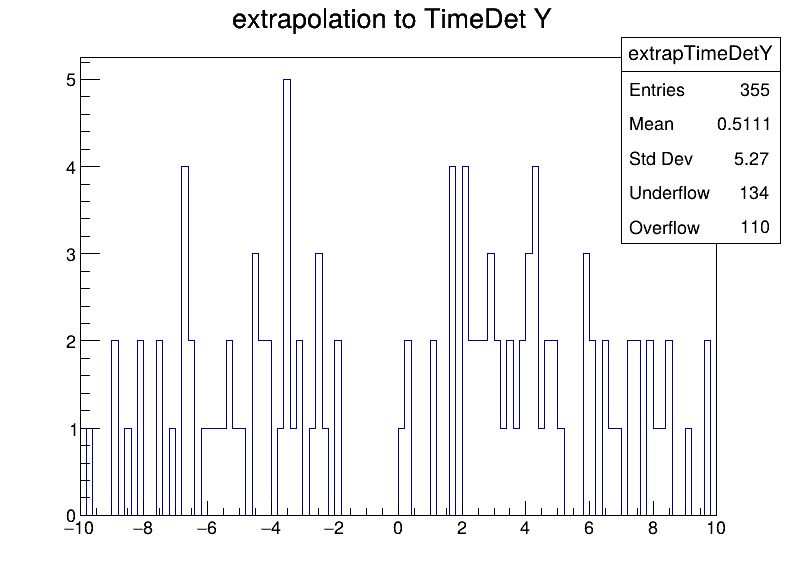 extrapolation to TimeDet Y
extrapTimeDetY
Entries 355
Mean 0.5111
Std Dev 5.27
Underflow 134
Overflow 110
5
4
3
2
1
0
−10 −8 −6 −4 −2 0 2 4 6 8 10